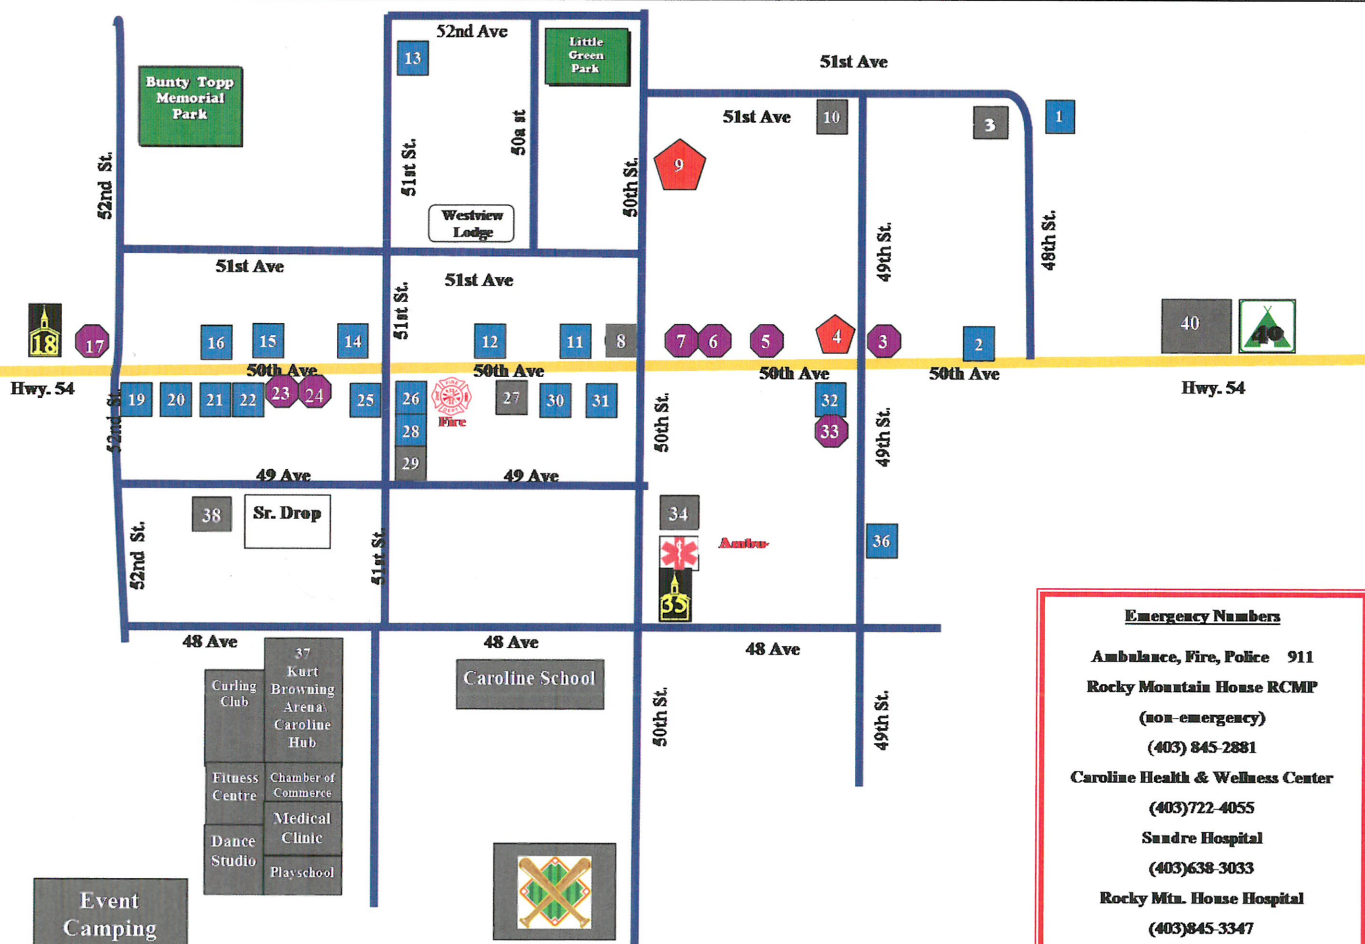 52nd Ave
13
Little
Green
Park
51st Ave
Bunty Topp
Memorial
Park
51st Ave
10
3
1
50a st
51st St.
9
52nd St.
50th St.
Westview
Lodge
49th St.
48th St.
51st Ave
51st Ave
51st St.
18
17
16
15
14
12
11
8
7
6
5
4
3
2
40
40
Hwy. 54
50th Ave
50th Ave
50th Ave
50th Ave
Hwy. 54
19
20
21
22
23
24
25
26
FIRE
DEPT
Fire
27
30
31
32
52nd St.
28
33
50th St.
49th St.
29
49 Ave
49 Ave
38
Sr. Drop
34
Ambu-
36
52nd St.
51st St.
35
48 Ave
48 Ave
48 Ave
Curling
Club
37
Kurt
Browning
Arena\
Caroline
Hub
Caroline School
50th St.
49th St.
Fitness
Centre
Chamber of
Commerce
Medical
Clinic
Dance
Studio
Playschool
Event
Camping
Emergency Numbers
Ambulance, Fire, Police 911
Rocky Mountain House RCMP
(non-emergency)
(403) 845-2881
Caroline Health & Wellness Center
(403)722-4055
Sundre Hospital
(403)638-3033
Rocky Mtn. House Hospital
(403)845-3347